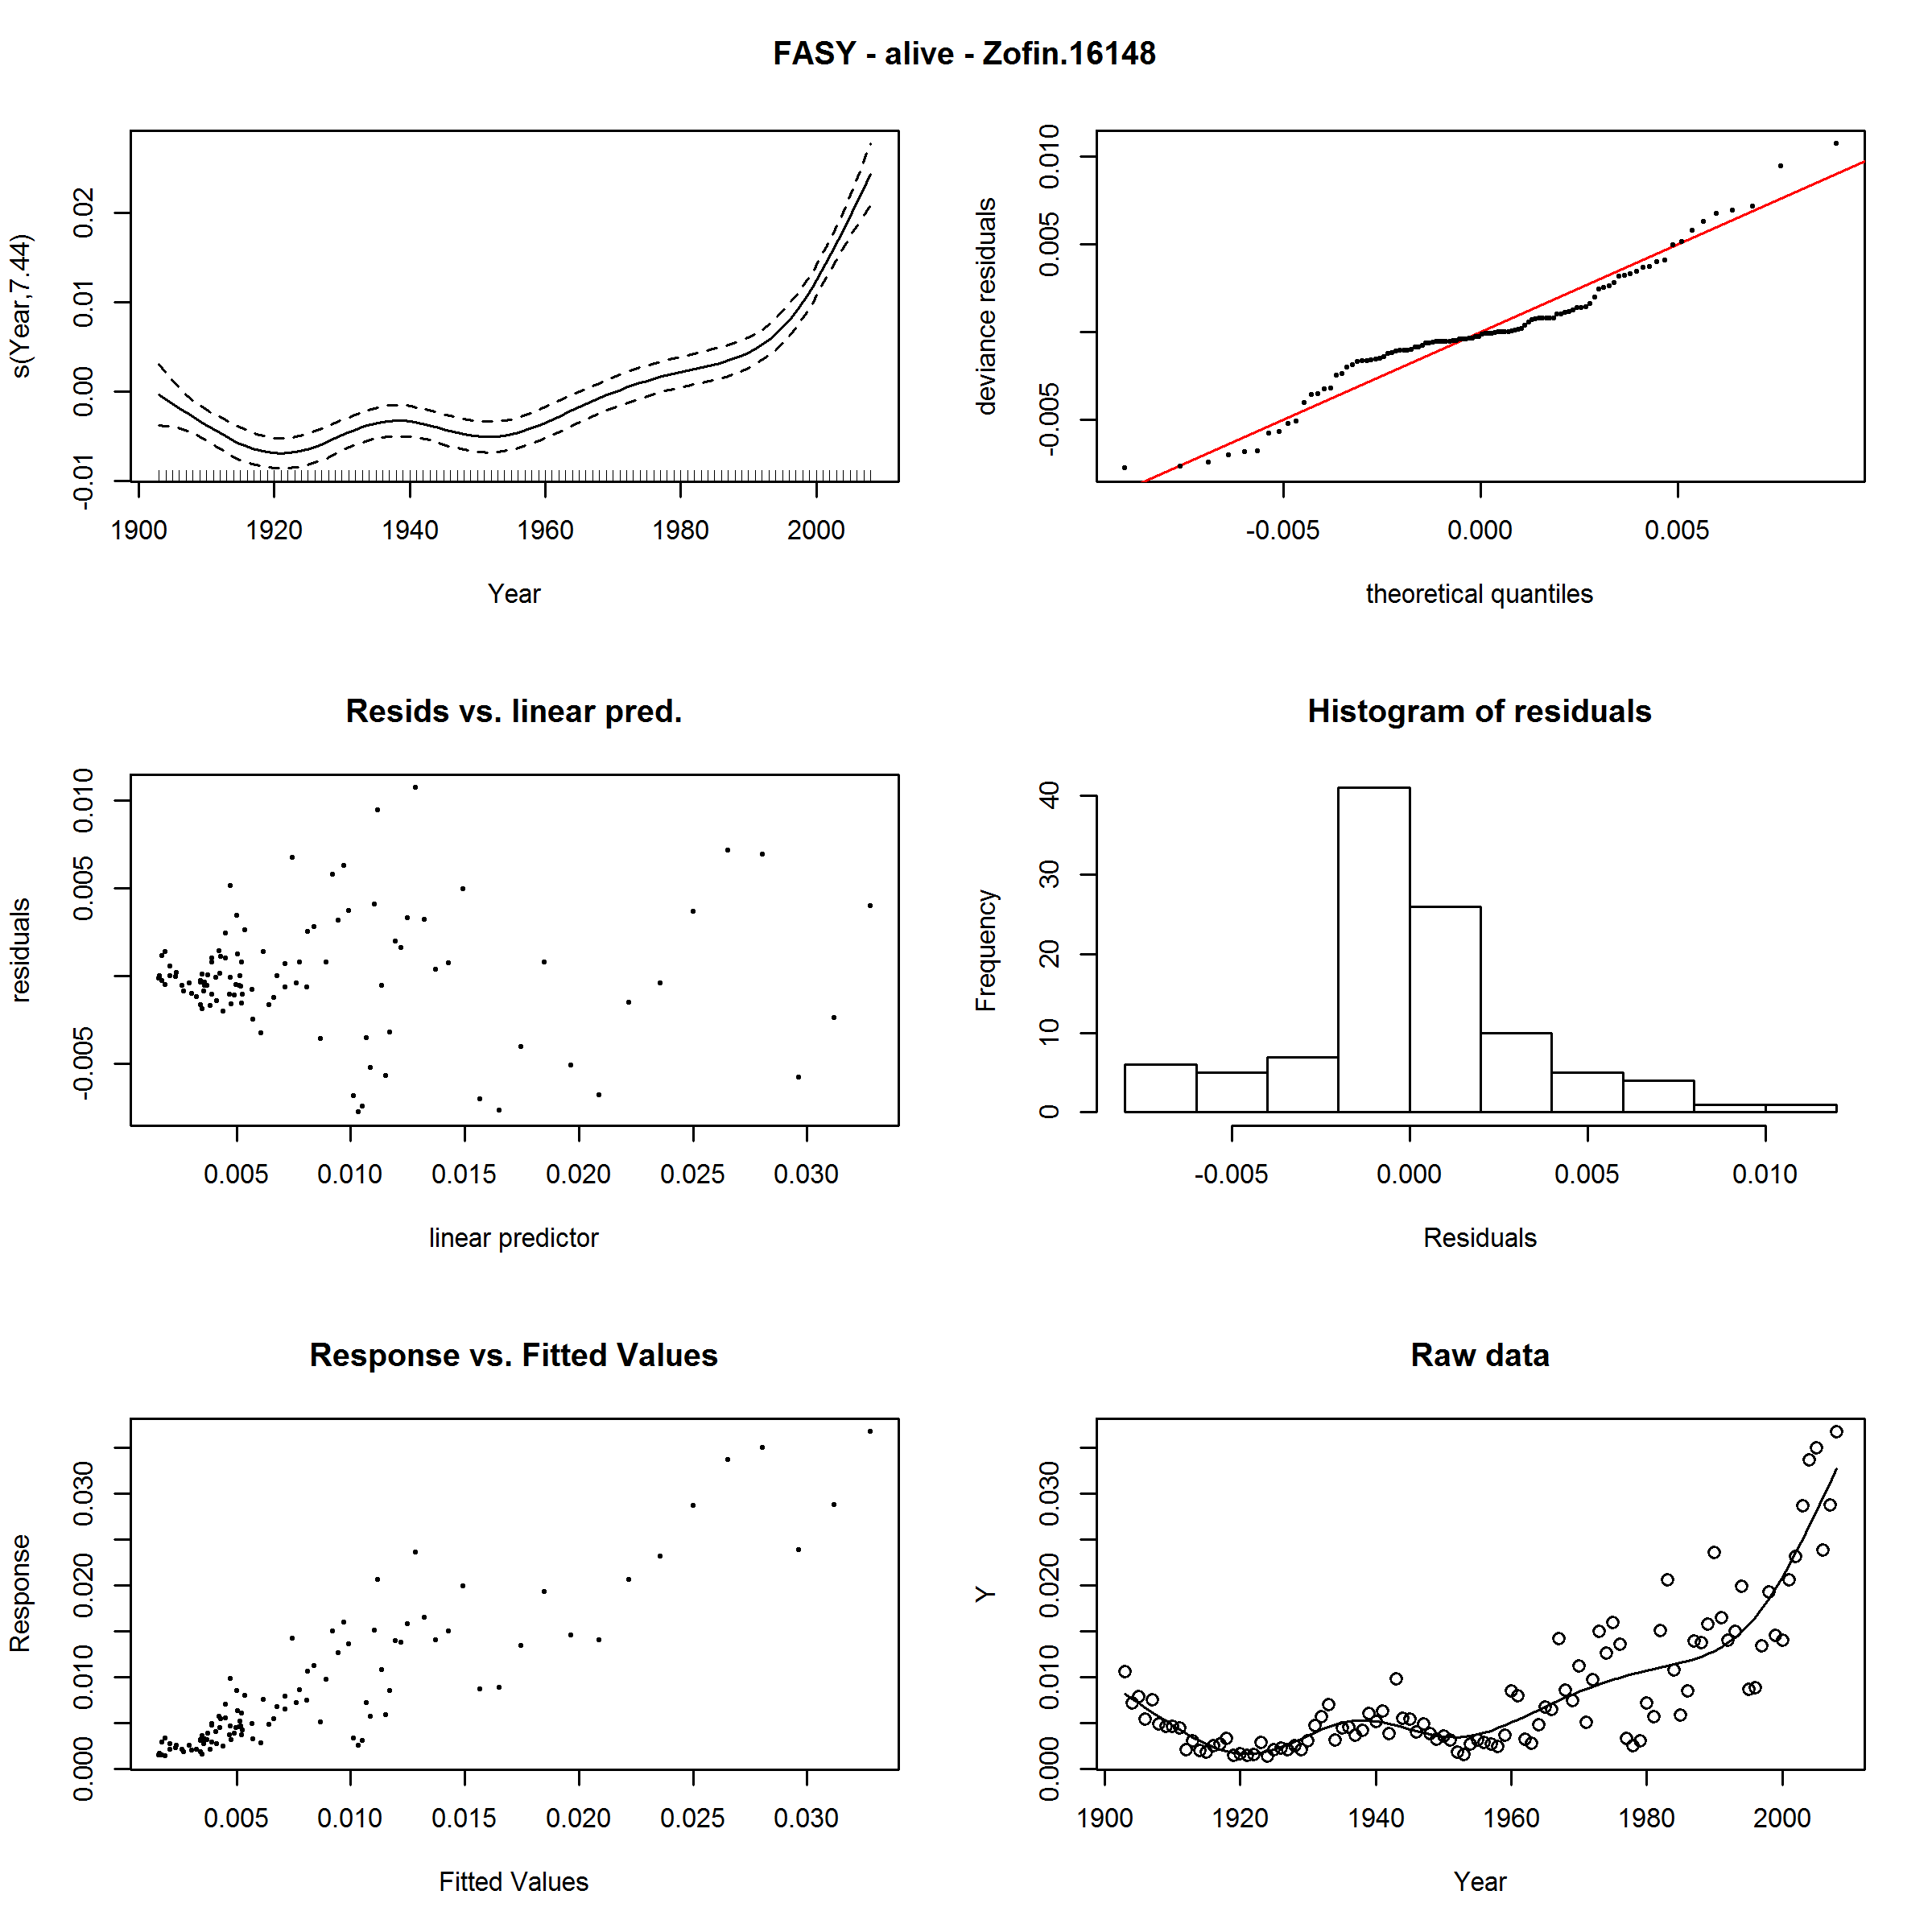 FASY - alive - Zofin.16148
s(Year,7.44)
-0.01 0.00 0.01 0.02
1900 1920 1940 1960 1980 2000
Year
deviance residuals
-0.005 0.005 0.010
-0.005 0.000 0.005
theoretical quantiles
Resids vs. linear pred.
residuals
-0.005 0.005 0.010
0.005 0.010 0.015 0.020 0.025 0.030
linear predictor
Histogram of residuals
Frequency
0 10 20 30 40
-0.005 0.000 0.005 0.010
Residuals
Response vs. Fitted Values
Response
0.000 0.010 0.020 0.030
0.005 0.010 0.015 0.020 0.025 0.030
Fitted Values
Raw data
Y
0.000 0.010 0.020 0.030
1900 1920 1940 1960 1980 2000
Year